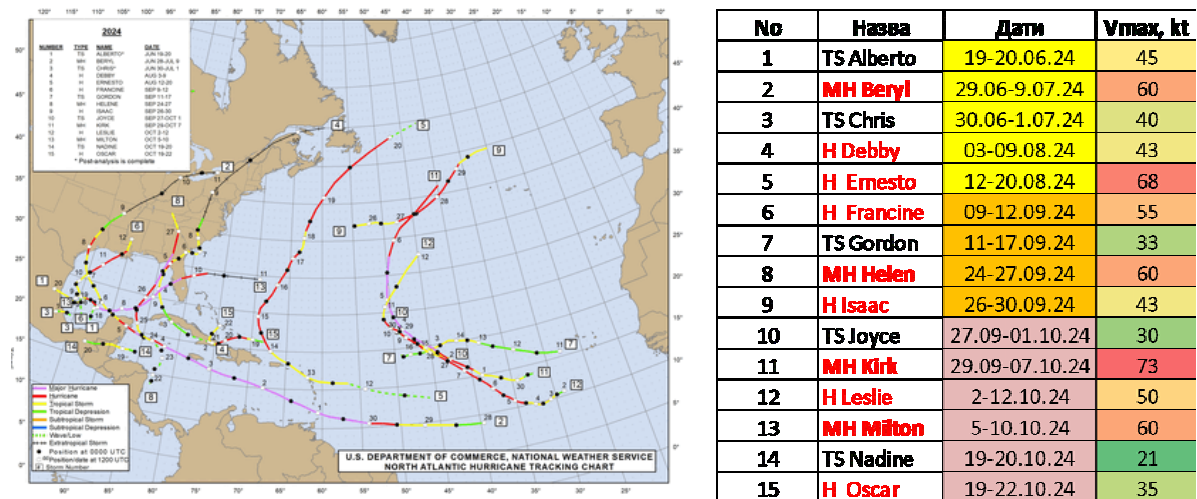 2024
NUMBER TYPE NAME DATE
1 TS ALBERTO* JUN 19-20
2 MH BERYL JUN 28-JUL 9
3 TS CHRIS* JUN 30-JUL 1
4 H DEBBY AUG 3-9
5 H ERNESTO AUG 12-20
6 H FRANCINE SEP 9-12
7 TS GORDON SEP 11-17
8 MH HELENE SEP 24-27
9 H ISAAC SEP 26-30
10 TS JOYCE SEP 27-OCT 1
11 MH KIRK SEP 29-OCT 7
12 H LESLIE OCT 2-12
13 MH MILTON OCT 5-10
14 TS NADINE OCT 19-20
15 H OSCAR OCT 19-22
* Post-analysis is complete
Major Hurricane
Hurricane
Tropical Storm
Tropical Depression
Subtropical Storm
Subtropical Depression
Wave/Low
Extratropical Storm
Position at 0000 UTC
Position/date at 1200 UTC
Storm Number
U.S. DEPARTMENT OF COMMERCE, NATIONAL WEATHER SERVICE
NORTH ATLANTIC HURRICANE TRACKING CHART
No Назва Дати Vmax, kt
1 TS Alberto 19-20.06.24 45
2 MH Beryl 29.06-9.07.24 60
3 TS Chris 30.06-1.07.24 40
4 H Debby 03-09.08.24 43
5 H Ernesto 12-20.08.24 68
6 H Francine 09-12.09.24 55
7 TS Gordon 11-17.09.24 33
8 MH Helen 24-27.09.24 60
9 H Isaac 26-30.09.24 43
10 TS Joyce 27.09-01.10.24 30
11 MH Kirk 29.09-07.10.24 73
12 H Leslie 2-12.10.24 50
13 MH Milton 5-10.10.24 60
14 TS Nadine 19-20.10.24 21
15 H Oscar 19-22.10.24 35